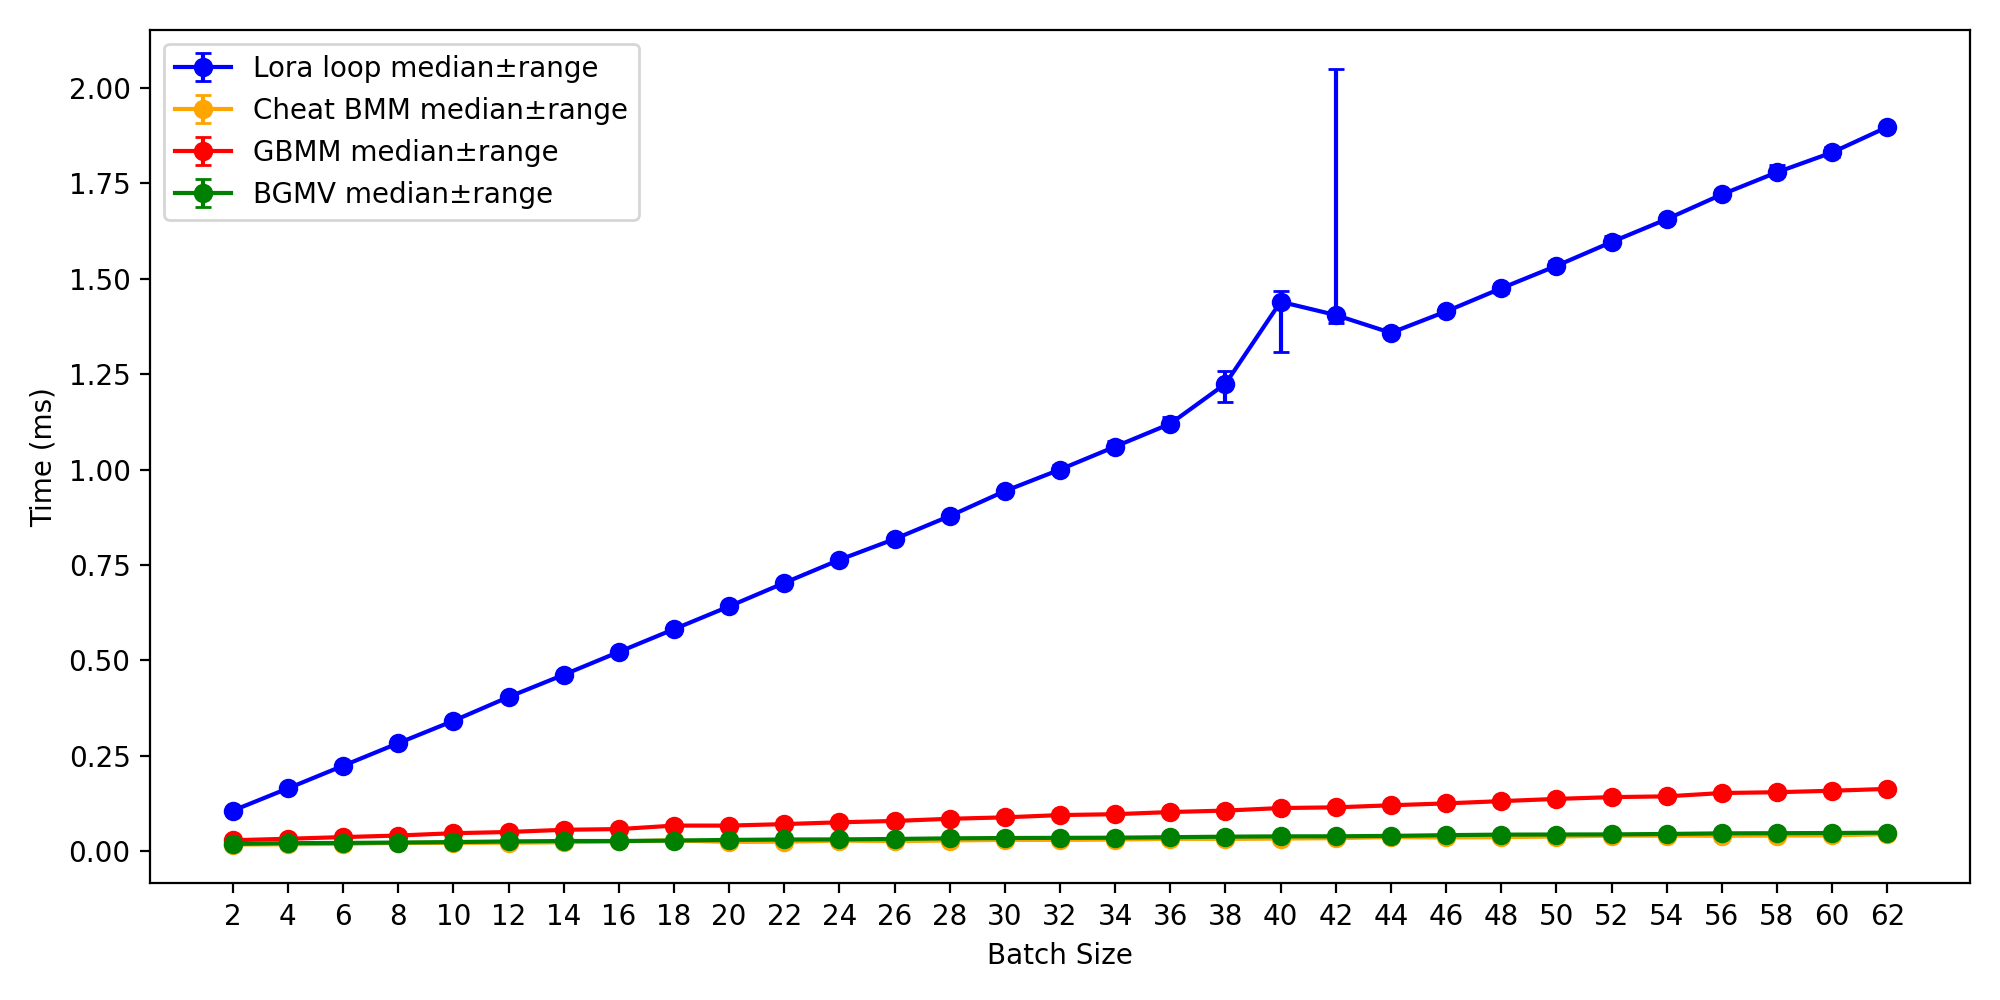 Lora loop median±range
Cheat BMM median±range
GBMM median±range
BGMV median±range
Time (ms)
2.00
1.75
1.50
1.25
1.00
0.75
0.50
0.25
0.00
2 4 6 8 10 12 14 16 18 20 22 24 26 28 30 32 34 36 38 40 42 44 46 48 50 52 54 56 58 60 62
Batch Size